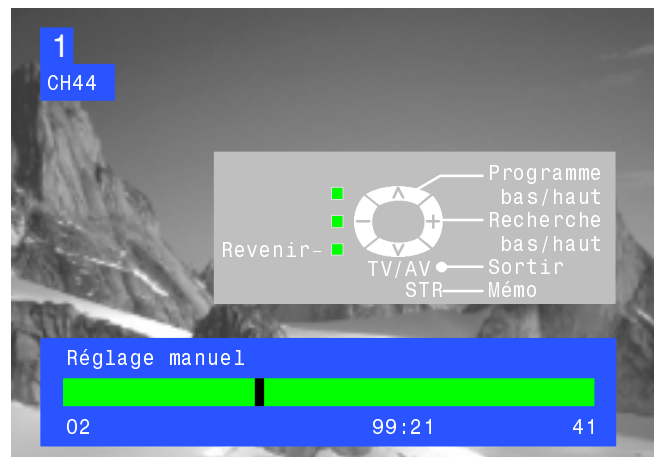 1
CH44
Programme
bas/haut
Recherche
bas/haut
Revenir-
TV/AV Sortir
STR Mémo
Réglage manuel
02 99:21 41